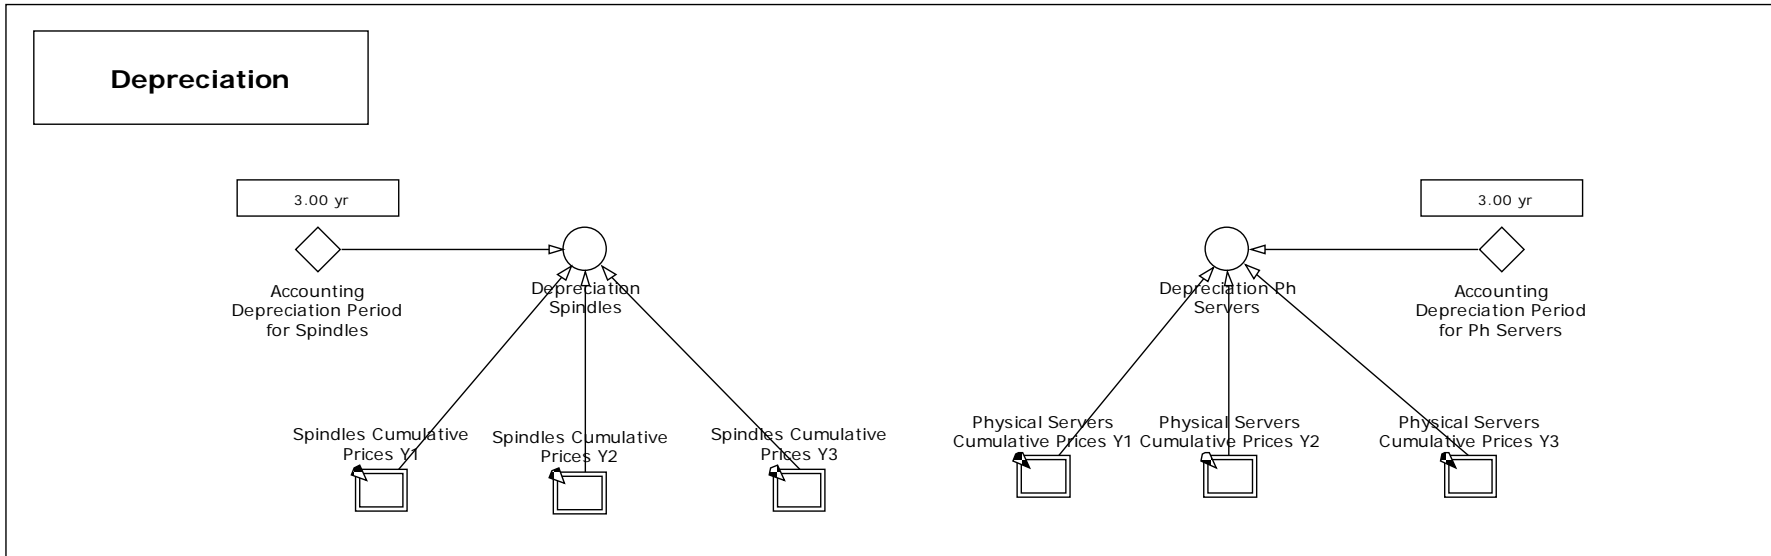 Depreciation
3.00 yr
3.00 yr
Accounting
Depreciation Period
for Spindles
Depreciation
Spindles
Depreciation Ph
Servers
Accounting
Depreciation Period
for Ph Servers
Spindles Cumulative
Prices Y1
Spindles Cumulative
Prices Y2
Spindles Cumulative
Prices Y3
Physical Servers
Cumulative Prices Y1
Physical Servers
Cumulative Prices Y2
Physical Servers
Cumulative Prices Y3